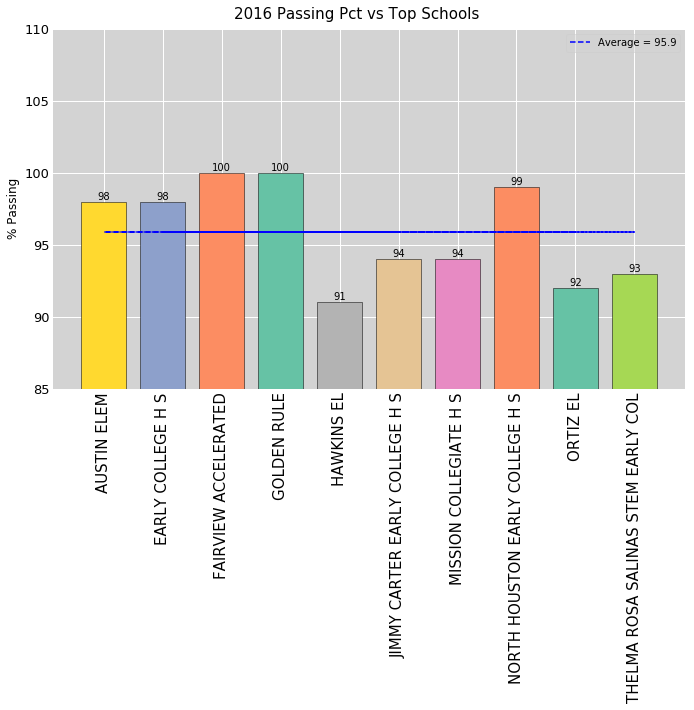 2016 Passing Pct vs Top Schools
110
Average = 95.9
105
100
95
90
85
% Passing
98
98
100
100
91
94
94
99
92
93
AUSTIN ELEM
EARLY COLLEGE H S
FAIRVIEW ACCELERATED
GOLDEN RULE
HAWKINS EL
JIMMY CARTER EARLY COLLEGE H S
MISSION COLLEGIATE H S
NORTH HOUSTON EARLY COLLEGE H S
ORTIZ EL
THELMA ROSA SALINAS STEM EARLY COL